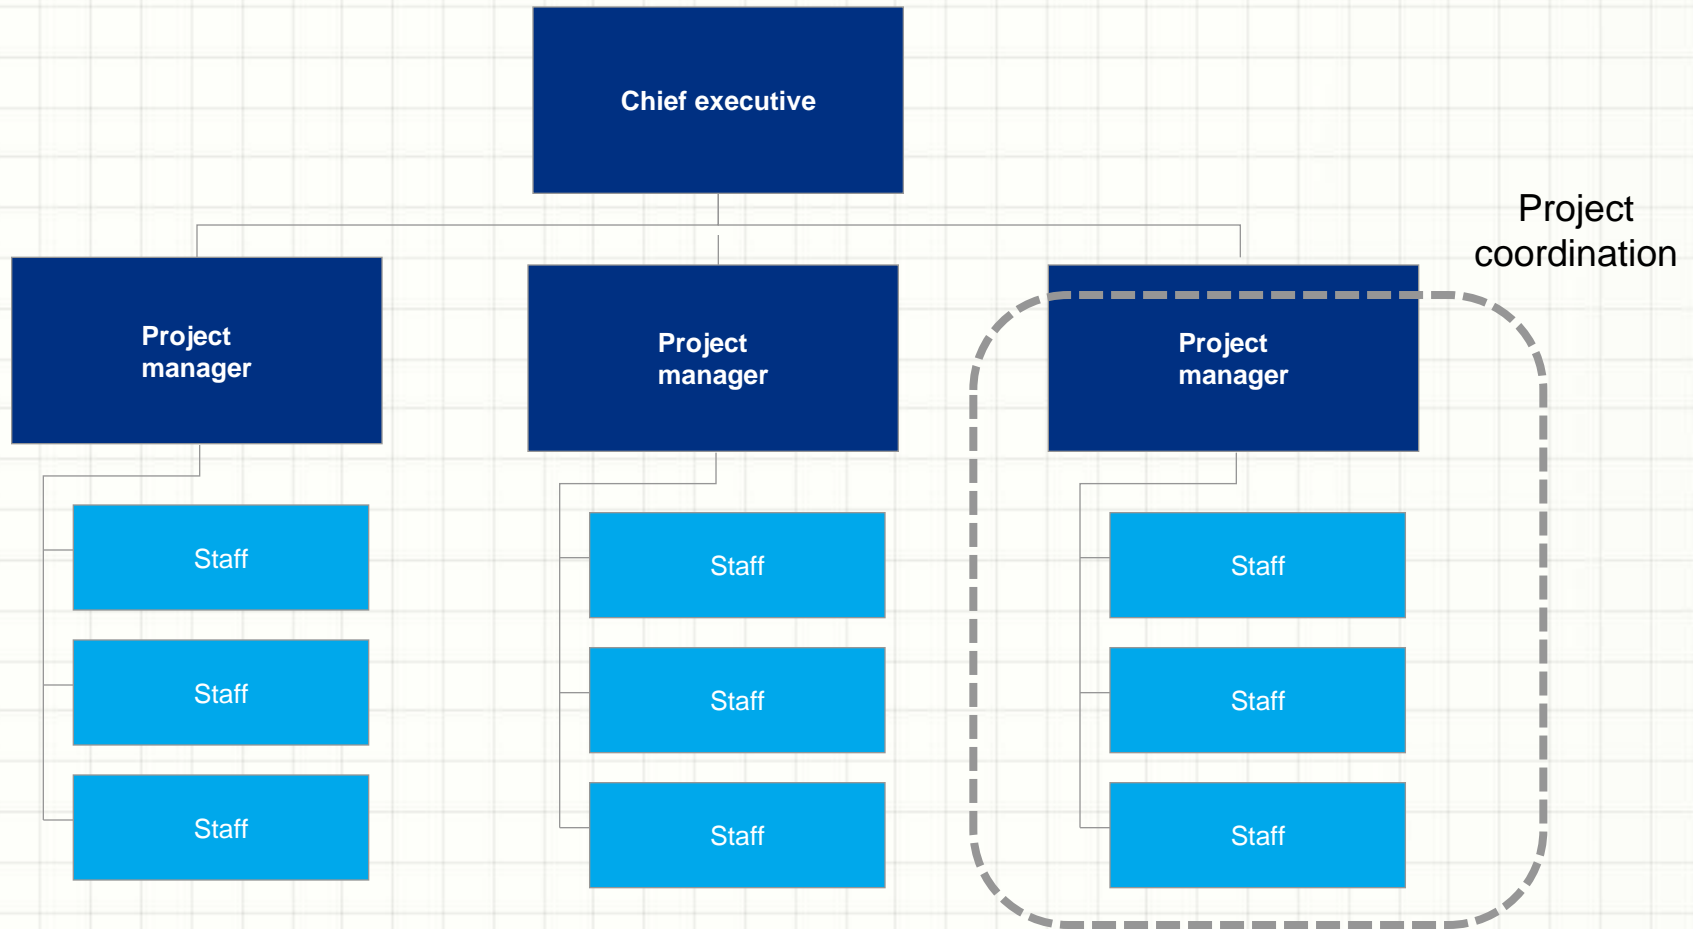 Chief executive
Project
coordination
Project
manager
Project
manager
Project
manager
Staff
Staff
Staff
Staff
Staff
Staff
Staff
Staff
Staff